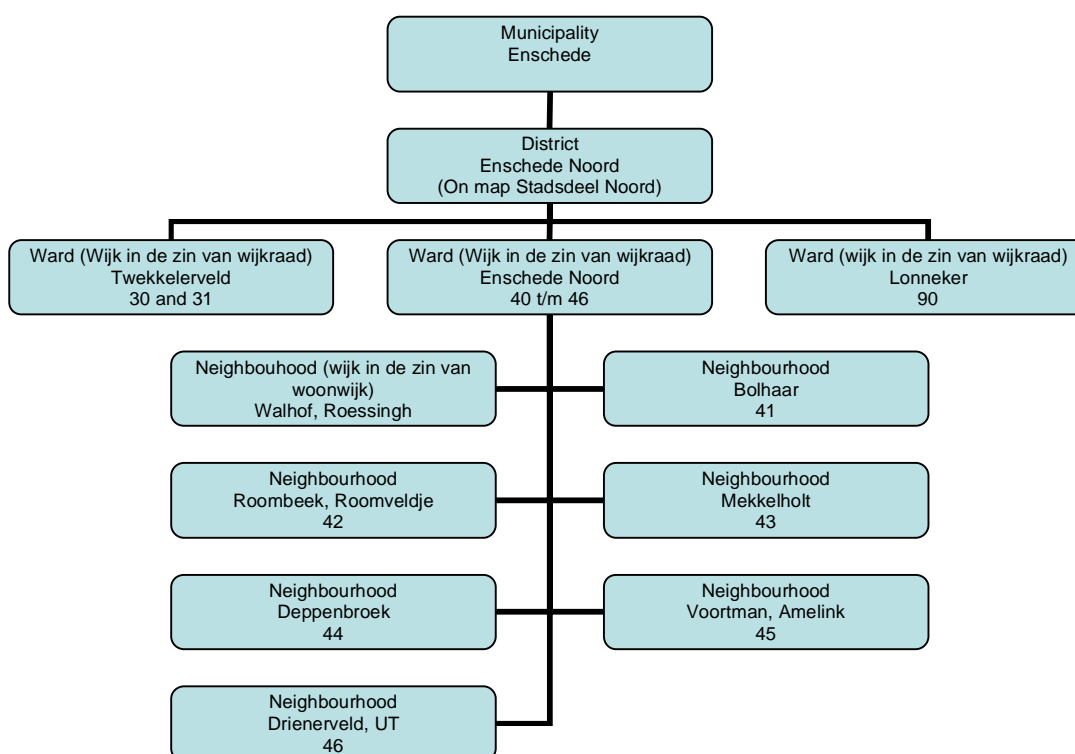 Municipality
Enschede
District
Enschede Noord
(On map Stadsdeel Noord)
Ward (Wijk in de zin van wijkraad)
Twekkelerveld
30 and 31
Ward (Wijk in de zin van wijkraad)
Enschede Noord
40 t/m 46
Ward (wijk in de zin van wijkraad)
Lonneker
90
Neighbouhood (wijk in de zin van
woonwijk)
Walhof, Roessingh
Neighbourhood
Bolhaar
41
Neighbourhood
Roombeek, Roomveldje
42
Neighbourhood
Mekkelholt
43
Neighbourhood
Deppenbroek
44
Neighbourhood
Voortman, Amelink
45
Neighbourhood
Drienerveld, UT
46